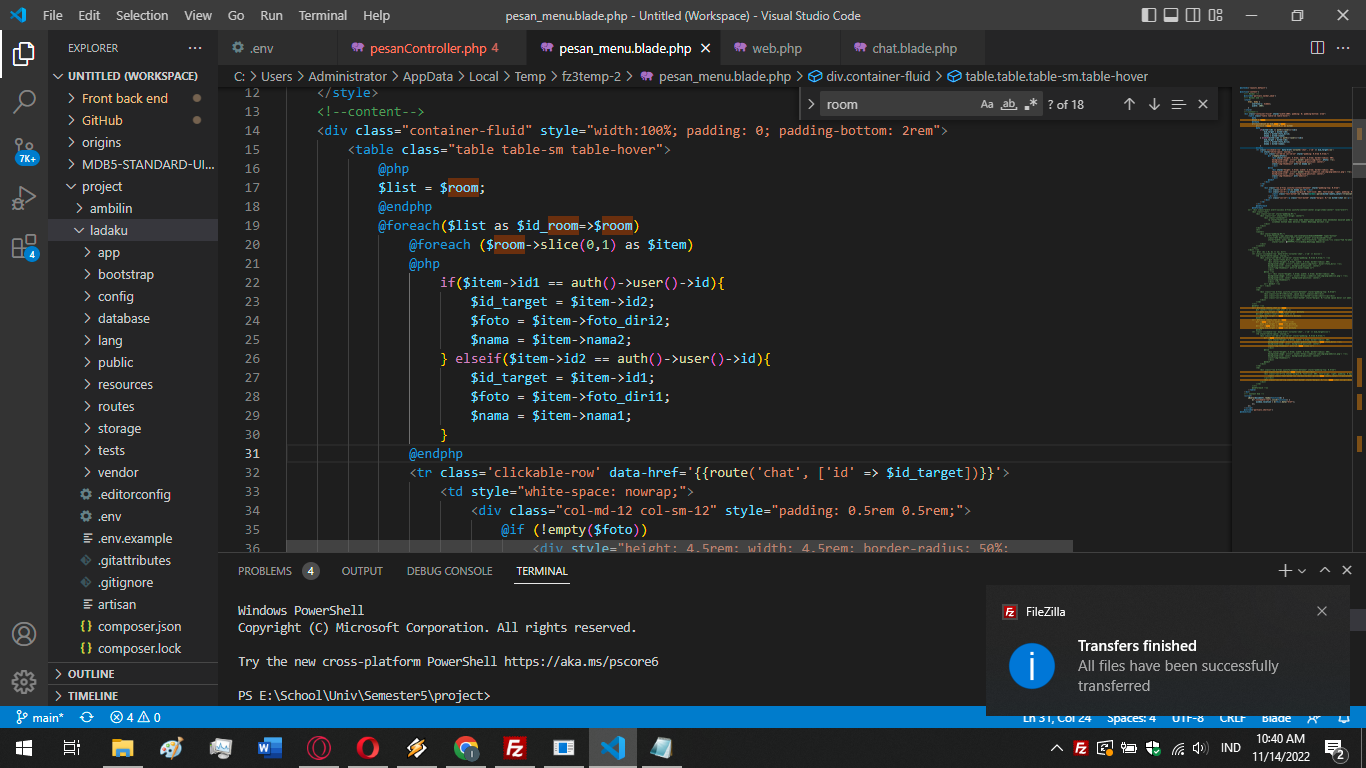 File Edit Selection View Go Run Terminal Help
pesan_menu.blade.php - Untitled (Workspace) - Visual Studio Code
EXPLORER
UNTITLED (WORKSPACE)
Front back end
GitHub
origins
MDB5-STANDARD-UI...
project
ambilin
ladaku
app
bootstrap
config
database
lang
public
resources
routes
storage
tests
vendor
.editorconfig
.env
.env.example
.gitattributes
.gitignore
artisan
composer.json
composer.lock
OUTLINE
TIMELINE
7K+
4
.env
pesanController.php 4
pesan_menu.blade.php
web.php
chat.blade.php
C: > Users > Administrator > AppData > Local > Temp > fz3temp-2 > pesan_menu.blade.php > div.container-fluid > table.table.table-sm.table-hover
room Aa ab .* ? of 18
12 </style>
13 <!--content-->
14 <div class="container-fluid" style="width:100%; padding: 0; padding-bottom: 2rem">
15 <table class="table table-sm table-hover">
16 @php
17 $list = $room;
18 @endphp
19 @foreach($list as $id_room=>$room)
20 @foreach ($room->slice(0,1) as $item)
21 @php
22 if($item->id1 == auth()->user()->id){
23 $id_target = $item->id2;
24 $foto = $item->foto_diri2;
25 $nama = $item->nama2;
26 } elseif($item->id2 == auth()->user()->id){
27 $id_target = $item->id1;
28 $foto = $item->foto_diri1;
29 $nama = $item->nama1;
30 }
31 @endphp
32 <tr class='clickable-row' data-href='{{route('chat', ['id' => $id_target])}}'>
33 <td style="white-space: nowrap;">
34 <div class="col-md-12 col-sm-12" style="padding: 0.5rem 0.5rem;">
35 @if (!empty($foto))
36 <div style="height: 4.5rem; width: 4.5rem; border-radius: 50%;
PROBLEMS 4 OUTPUT DEBUG CONSOLE TERMINAL
Windows PowerShell
Copyright (C) Microsoft Corporation. All rights reserved.
Try the new cross-platform PowerShell https://aka.ms/pscore6
PS E:\School\Univ\Semester5\project>
FileZilla
Transfers finished
All files have been successfully
transferred
main* 4 0
Ln 31, Col 24 Spaces: 4 UTF-8 CRLF Blade
IND
10:40 AM
11/14/2022
2